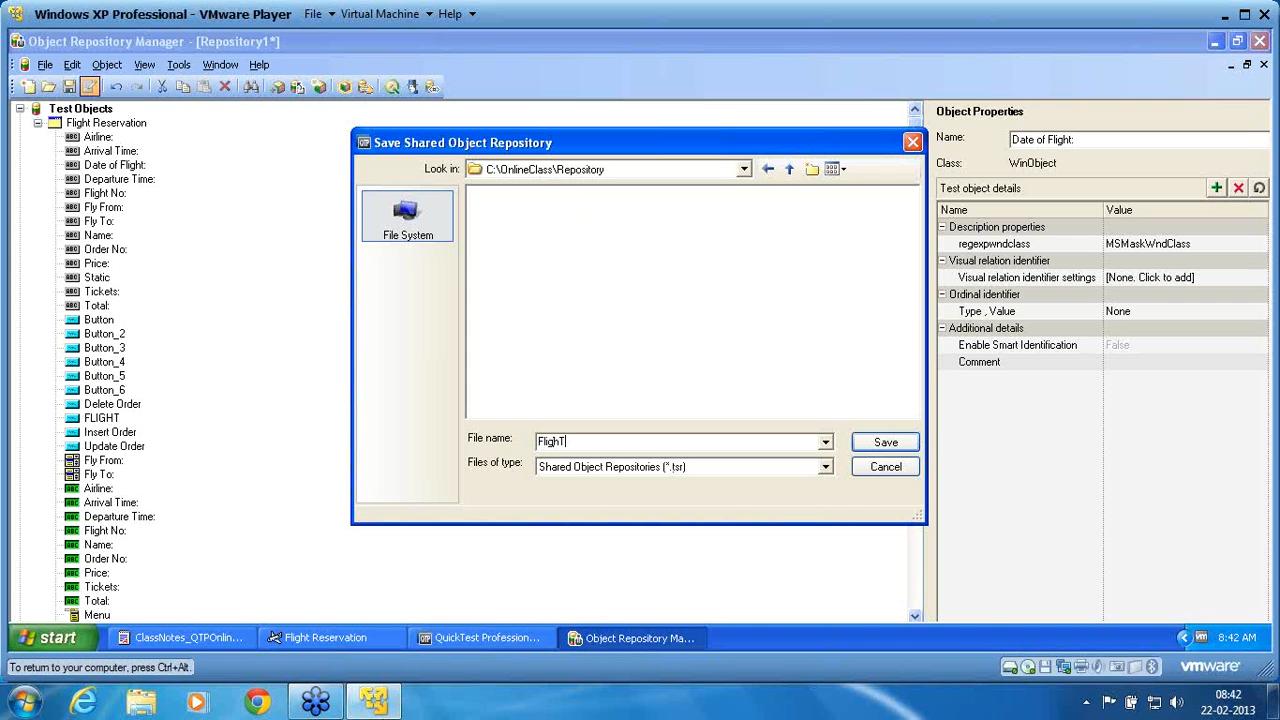 Windows XP Professional - VMware Player File Virtual Machine Help
Object Repository Manager - [Repository1*]
File Edit Object View Tools Window Help
Test Objects
Flight Reservation
Airline:
Arrival Time:
Date of Flight:
Departure Time:
Flight No:
Fly From:
Fly To:
Name:
Order No:
Price:
Static
Tickets:
Total:
Button
Button_2
Button_3
Button_4
Button_5
Button_6
Delete Order
FLIGHT
Insert Order
Update Order
Fly From:
Fly To:
Airline:
Arrival Time:
Departure Time:
Flight No:
Name:
Order No:
Price:
Tickets:
Total:
Menu
Save Shared Object Repository
Look in: C:\OnlineClass\Repository
File System
File name: FlighT Save
Files of type: Shared Object Repositories (*.tsr) Cancel
Object Properties
Name: Date of Flight:
Class: WinObject
Test object details
Name Value
Description properties
regexpwndclass MSMaskWndClass
Visual relation identifier
Visual relation identifier settings [None. Click to add]
Ordinal identifier
Type , Value None
Additional details
Enable Smart Identification False
Comment
start ClassNotes_QTPOnlin... Flight Reservation QuickTest Profession... Object Repository Ma... 8:42 AM
To return to your computer, press Ctrl+Alt. vmware
08:42
22-02-2013